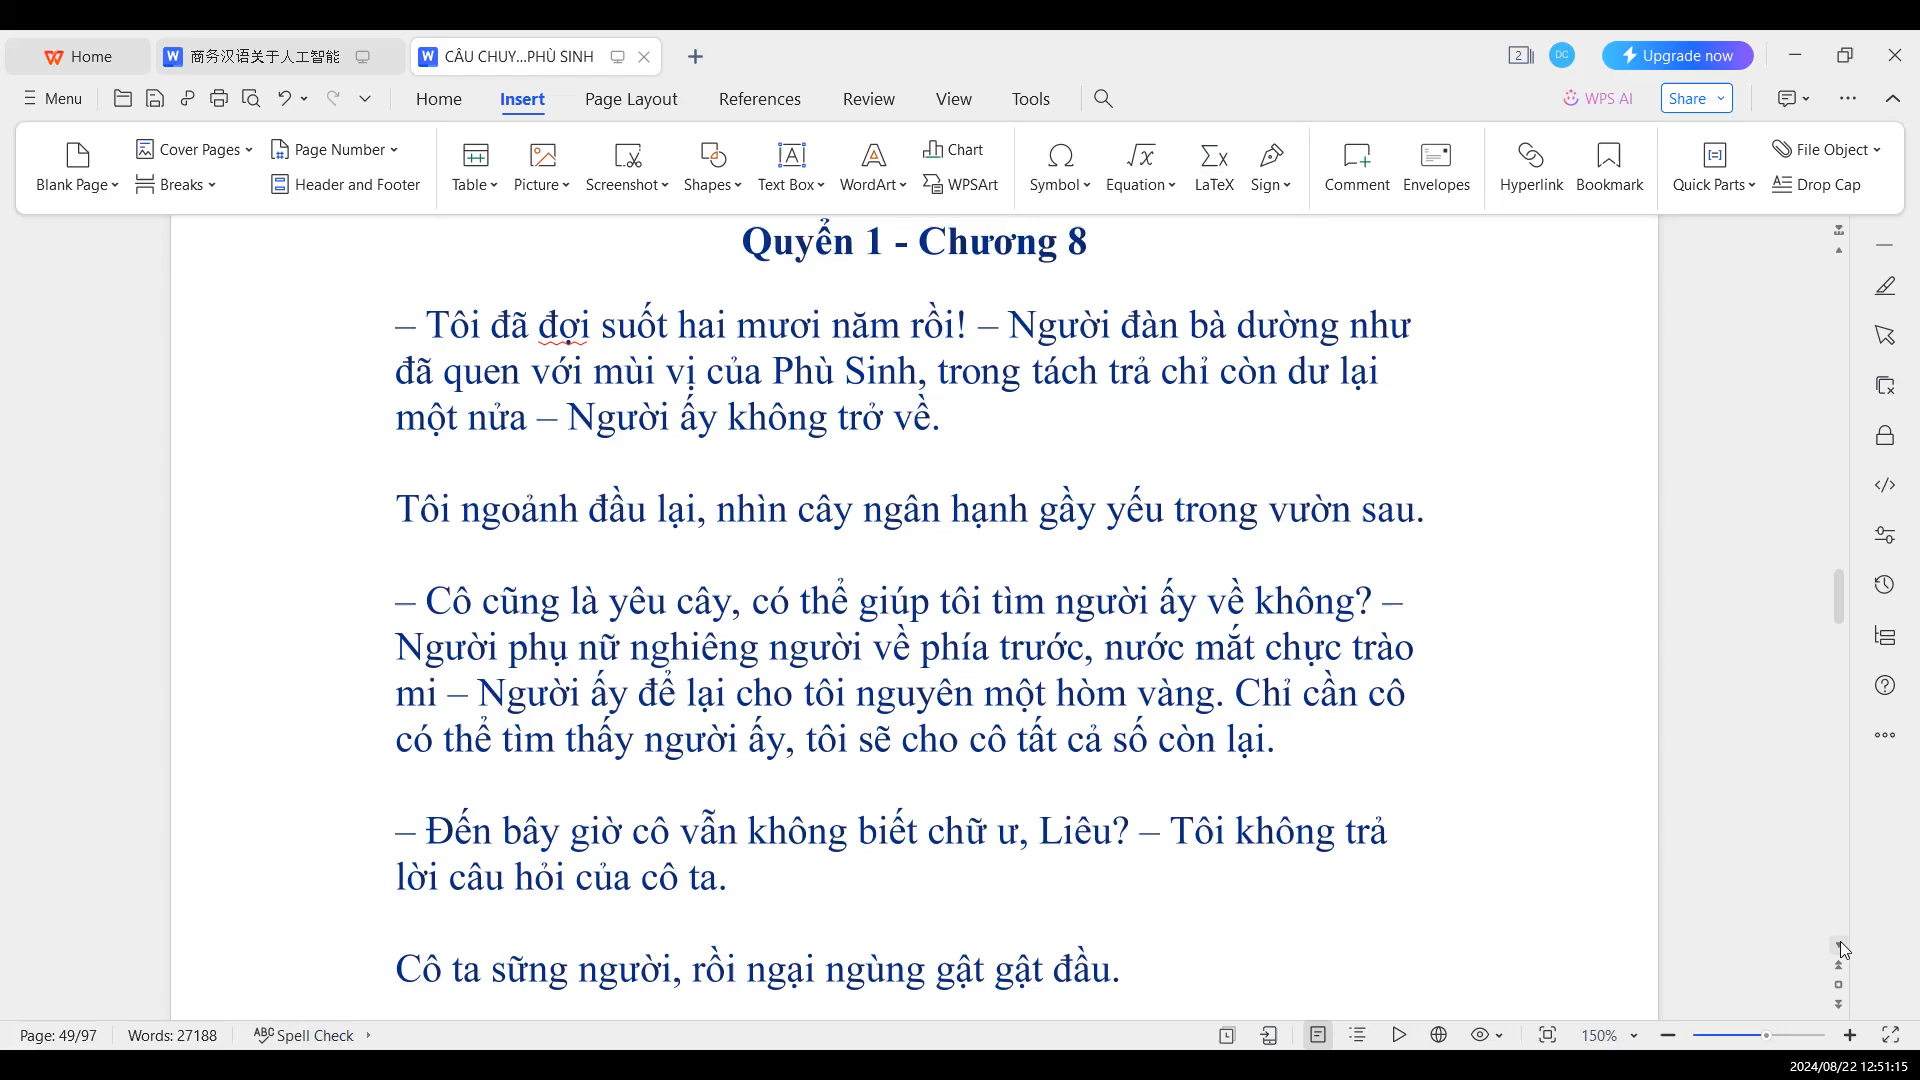 Home
商务汉语关于人工智能
CÂU CHUY...PHÙ SINH
2
DC
Upgrade now
Menu
Home
Insert
Page Layout
References
Review
View
Tools
WPS AI
Share
Blank Page
Cover Pages
Breaks
Page Number
Header and Footer
Table
Picture
Screenshot
Shapes
Text Box
WordArt
Chart
WPSArt
Symbol
Equation
LaTeX
Sign
Comment
Envelopes
Hyperlink
Bookmark
Quick Parts
File Object
Drop Cap
Quyển 1 - Chương 8
– Tôi đã đợi suốt hai mươi năm rồi! – Người đàn bà dường như
đã quen với mùi vị của Phù Sinh, trong tách trả chỉ còn dư lại
một nửa – Người ấy không trở về.
Tôi ngoảnh đầu lại, nhìn cây ngân hạnh gầy yếu trong vườn sau.
– Cô cũng là yêu cây, có thể giúp tôi tìm người ấy về không? –
Người phụ nữ nghiêng người về phía trước, nước mắt chực trào
mi – Người ấy để lại cho tôi nguyên một hòm vàng. Chỉ cần cô
có thể tìm thấy người ấy, tôi sẽ cho cô tất cả số còn lại.
– Đến bây giờ cô vẫn không biết chữ ư, Liêu? – Tôi không trả
lời câu hỏi của cô ta.
Cô ta sững người, rồi ngại ngùng gật gật đầu.
Page: 49/97
Words: 27188
Spell Check
150%
2024/08/22 12:51:15